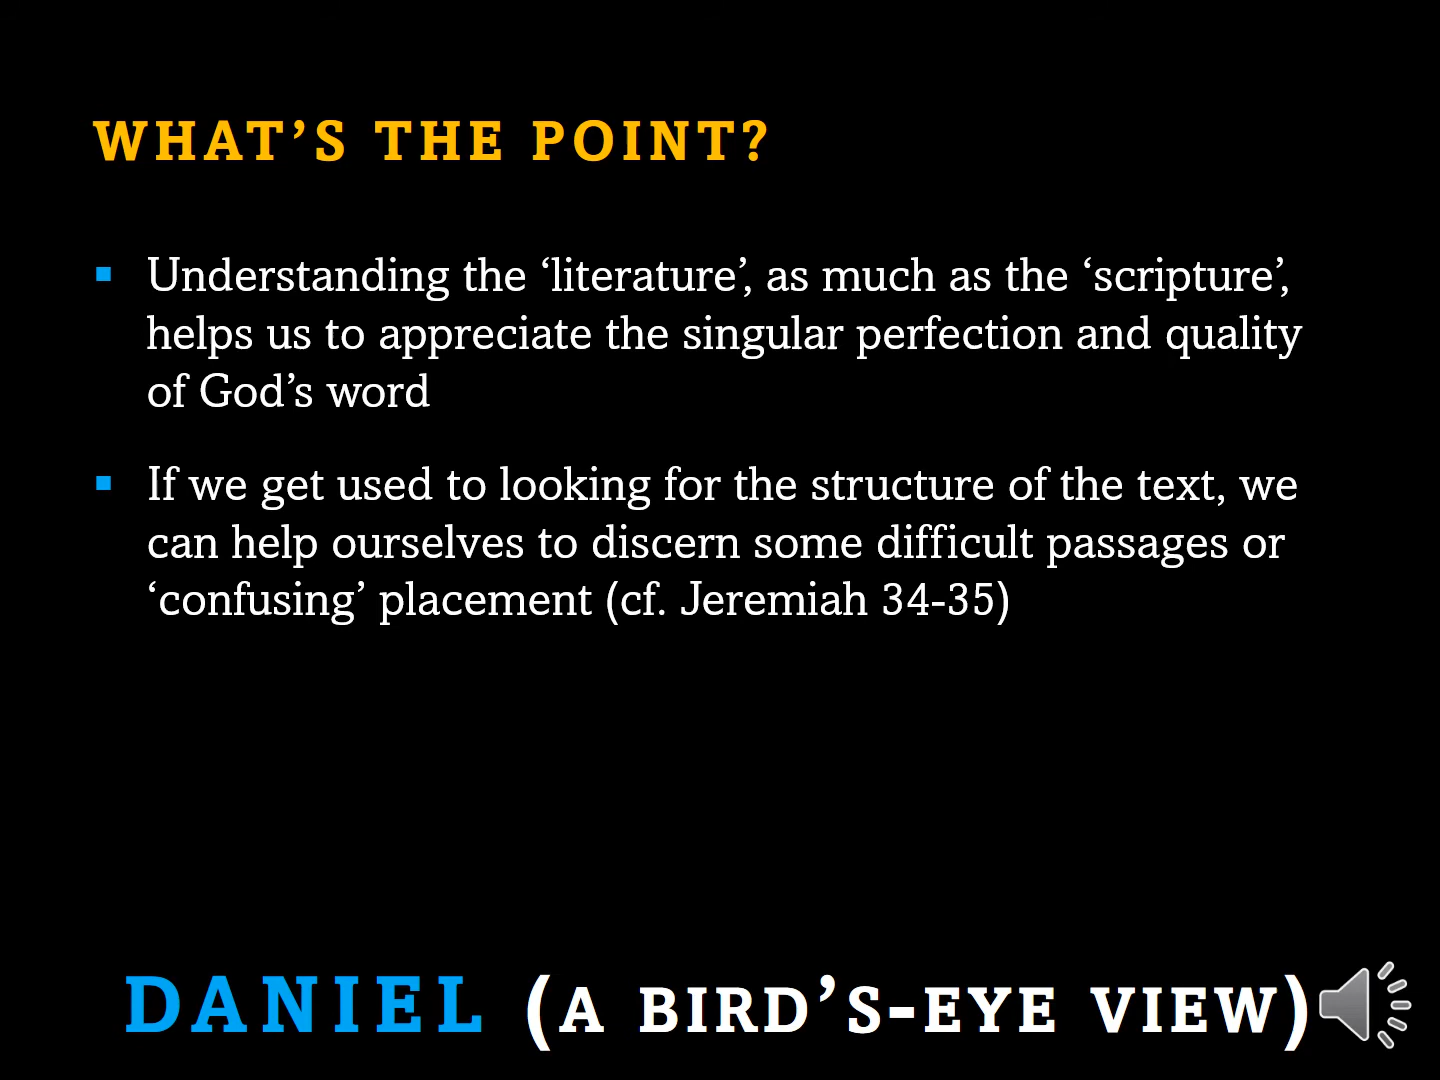 WHAT’S THE POINT?
▪ Understanding the ‘literature’, as much as the ‘scripture’,
helps us to appreciate the singular perfection and quality
of God’s word
▪ If we get used to looking for the structure of the text, we
can help ourselves to discern some difficult passages or
‘confusing’ placement (cf. Jeremiah 34-35)
DANIEL (A BIRD’S-EYE VIEW)